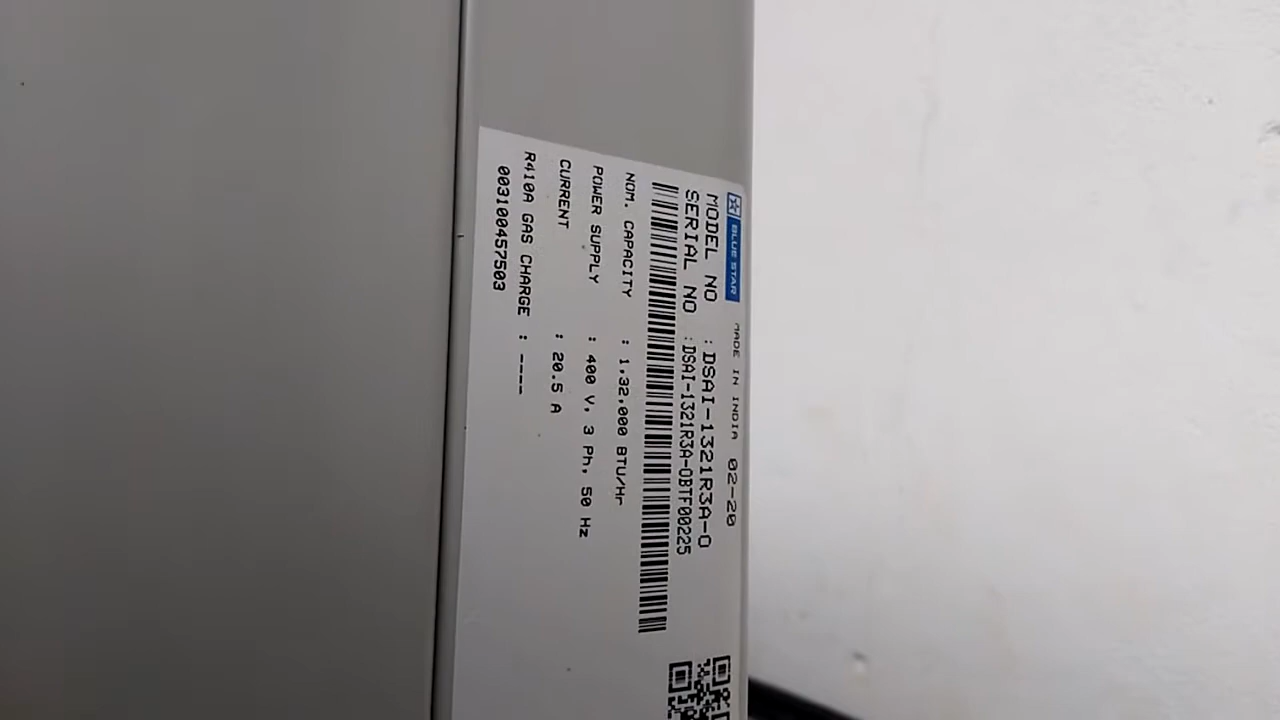 BLUE STAR MADE IN INDIA 02-20
MODEL NO : DSAI-1321R3A-O
SERIAL NO : DSAI-1321R3A-OBTF00225
NOM. CAPACITY : 1,32,000 BTU/Hr
POWER SUPPLY : 400 V, 3 Ph, 50 Hz
CURRENT : 20.5 A
R410A GAS CHARGE : ----
003100457503